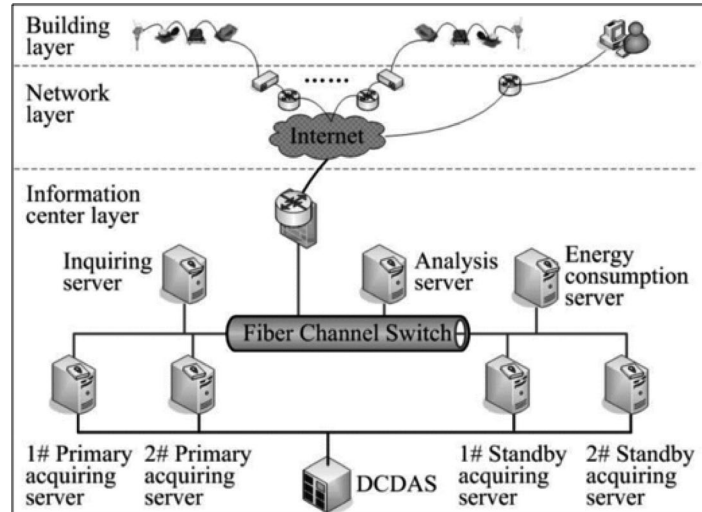 Building
layer
Network
layer
Internet
Information
center layer
Inquiring
server
Analysis
server
Energy
consumption
server
Fiber Channel Switch
1# Primary
acquiring
server
2# Primary
acquiring
server
DCDAS
1# Standby
acquiring
server
2# Standby
acquiring
server